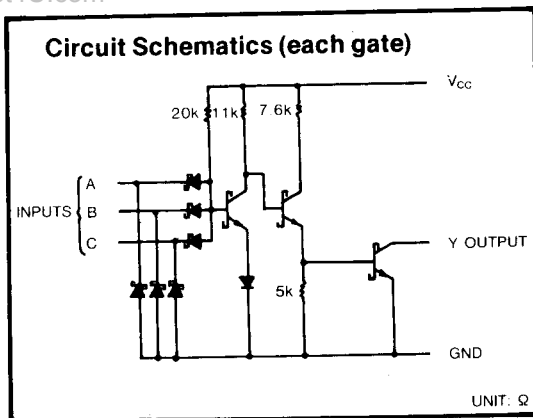 Circuit Schematics (each gate)
VCC
20k 11k 7.6k
A
INPUTS B
C
Y OUTPUT
5k
GND
UNIT: Ω